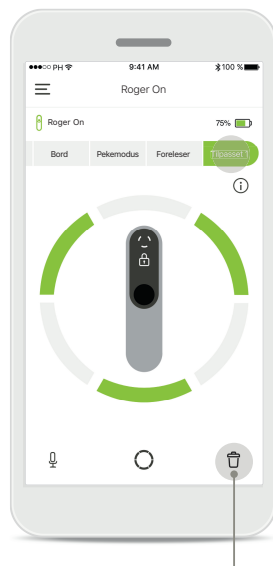 PH 9:41 AM 100 %
Roger On
Roger On 75%
Bord Pekemodus Foreleser Tilpasset 1